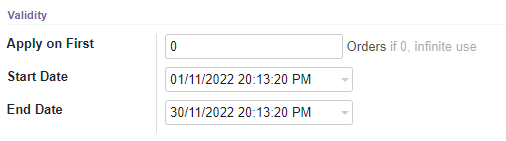 Validity
Apply on First 0 Orders if 0, infinite use
Start Date 01/11/2022 20:13:20 PM
End Date 30/11/2022 20:13:20 PM